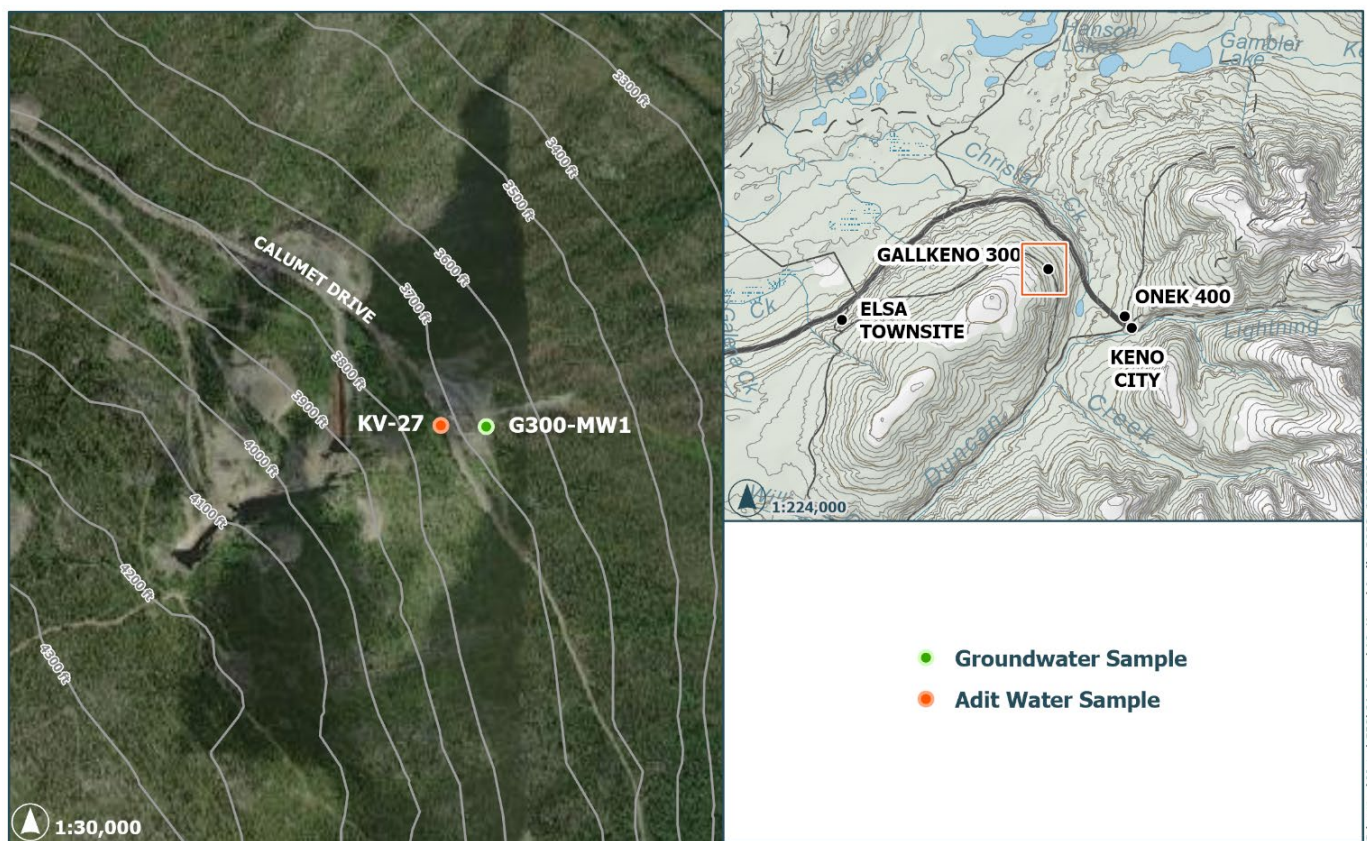 3300 ft
3400 ft
3500 ft
3600 ft
CALUMET DRIVE
3700 ft
3800 ft
3900 ft
KV-27
G300-MW1
4000 ft
4100 ft
4200 ft
4300 ft
1:30,000
Hanson
Lakes
Gambler
Lake
River
Christal
Ck
GALLKENO 300
ONEK 400
ELSA
TOWNSITE
Ck
Lightning
KENO
CITY
Creek
Duncan
1:224,000
Groundwater Sample
Adit Water Sample